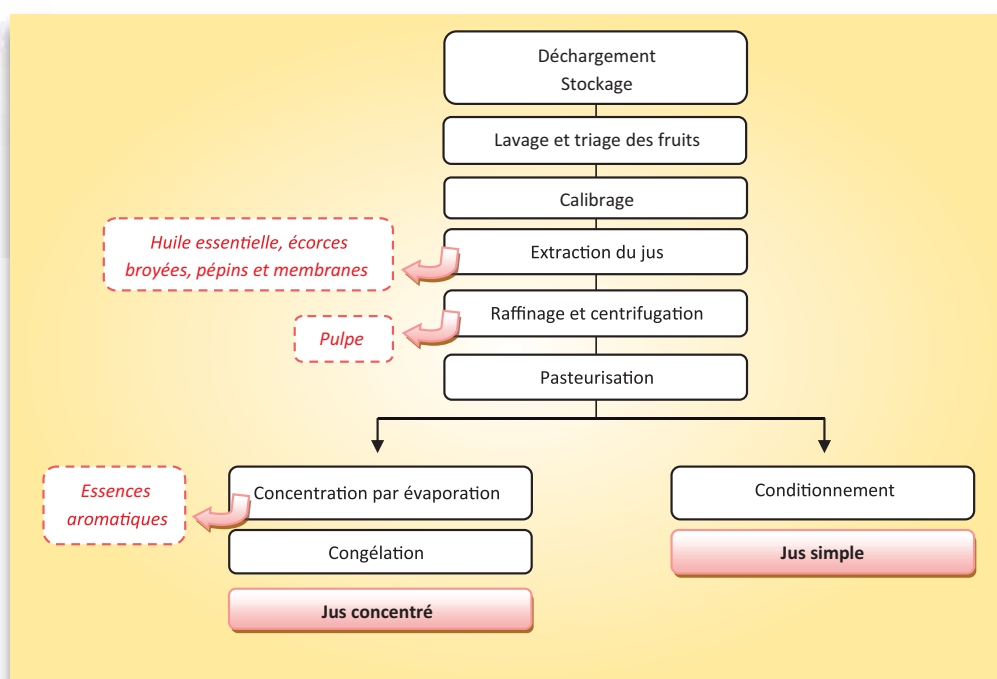 Déchargement
Stockage
Lavage et triage des fruits
Calibrage
Huile essentielle, écorces
broyées, pépins et membranes
Extraction du jus
Raffinage et centrifugation
Pulpe
Pasteurisation
Essences
aromatiques
Concentration par évaporation
Conditionnement
Congélation
Jus simple
Jus concentré